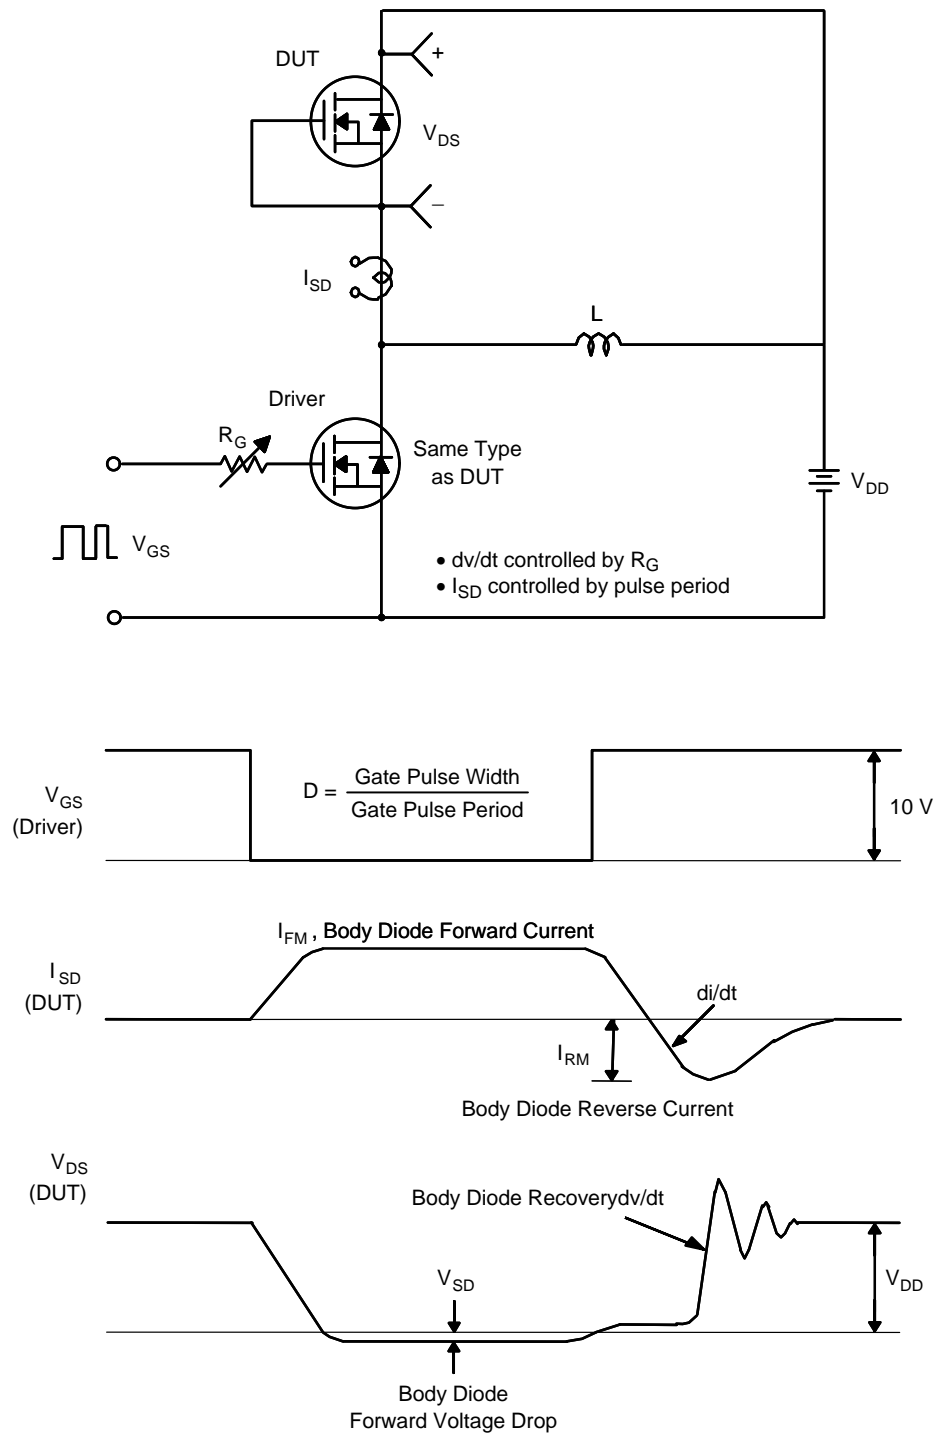 DUT
+
V_DS
−
I_SD
L
Driver
R_G
Same Type
as DUT
V_DD
V_GS
• dv/dt controlled by R_G
• I_SD controlled by pulse period
V_GS
(Driver)
D = Gate Pulse Width
Gate Pulse Period
10 V
I_FM , Body Diode Forward Current
I_SD
(DUT)
di/dt
I_RM
Body Diode Reverse Current
V_DS
(DUT)
Body Diode Recoverydv/dt
V_SD
V_DD
Body Diode
Forward Voltage Drop